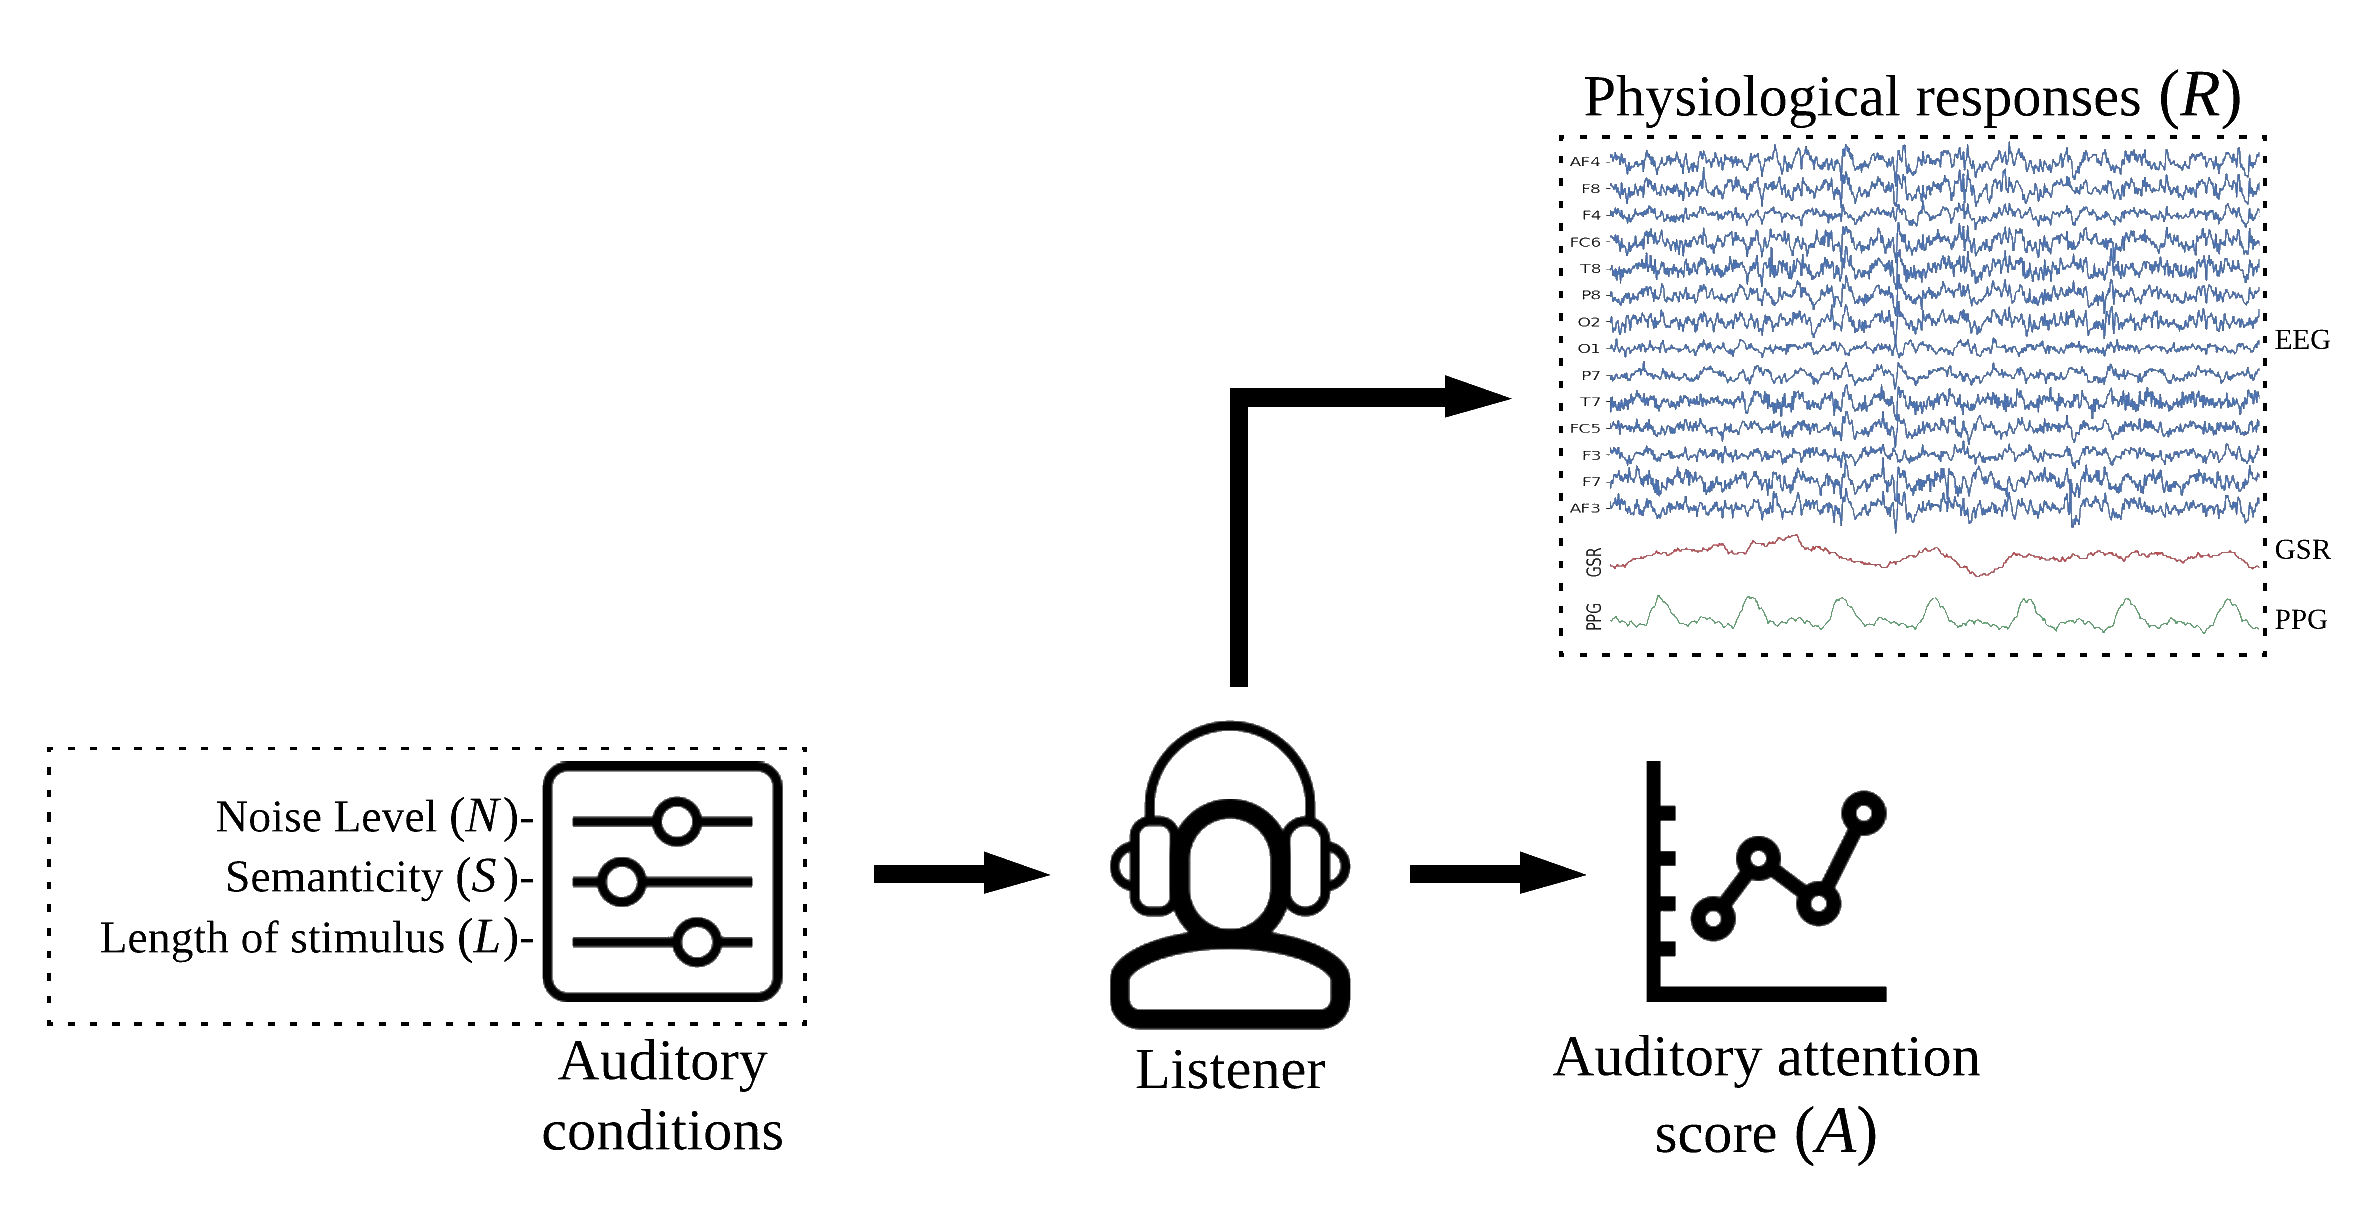 Physiological responses (R)
AF4
F8
F4
FC6
T8
P8
O2
O1
P7
T7
FC5
F3
F7
AF3
GSR
PPG
EEG
GSR
PPG
Noise Level (N)-
Semanticity (S)-
Length of stimulus (L)-
Auditory
conditions
Listener
Auditory attention
score (A)